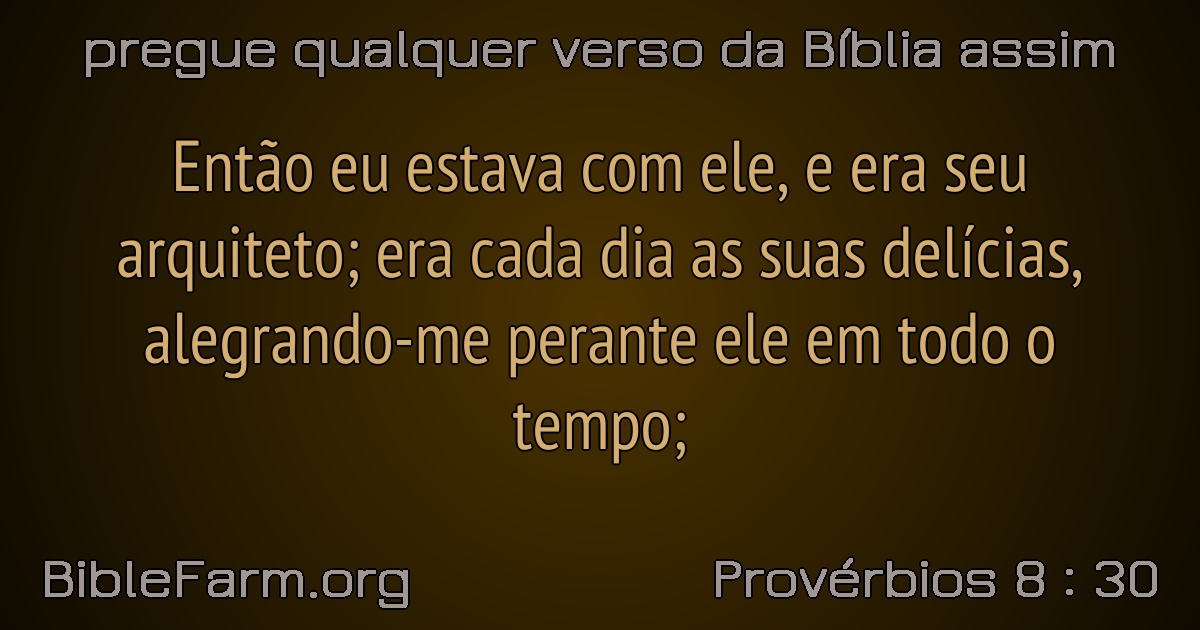 pregue qualquer verso da Bíblia assim
Então eu estava com ele, e era seu
arquiteto; era cada dia as suas delícias,
alegrando-me perante ele em todo o
tempo;
BibleFarm.org
Provérbios 8 : 30